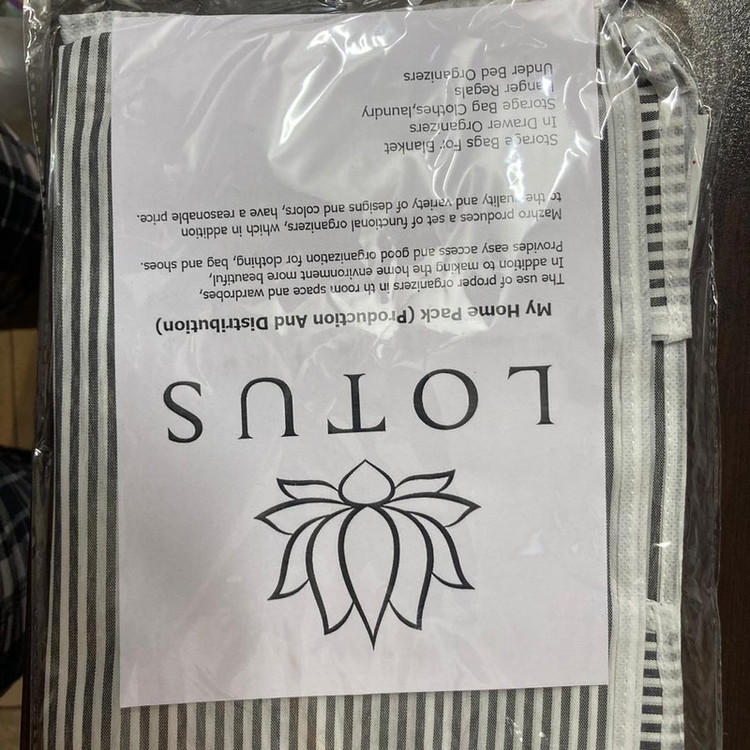 LOTUS
My Home Pack (Production And Distribution)
The use of proper organizers in th room space and wardrobes,
In addition to making the home environment more beautiful,
Provides easy access and good organization for clothing, bag and shoes.
Mazhro produces a set of functional organizers, which in addition
to the quality and variety of designs and colors, have a reasonable price.
Storage Bags For Blanket
In Drawer Organizers
Storage Bag Clothes,laundry
Hanger Regals
Under Bed Organizers